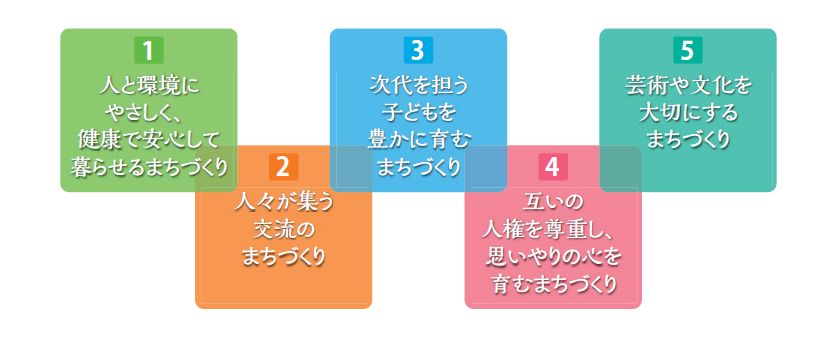 1
人と環境に
やさしく、
健康で安心して
暮らせるまちづくり
2
人々が集う
交流の
まちづくり
3
次代を担う
子どもを
豊かに育む
まちづくり
4
互いの
人権を尊重し、
思いやりの心を
育むまちづくり
5
芸術や文化を
大切にする
まちづくり